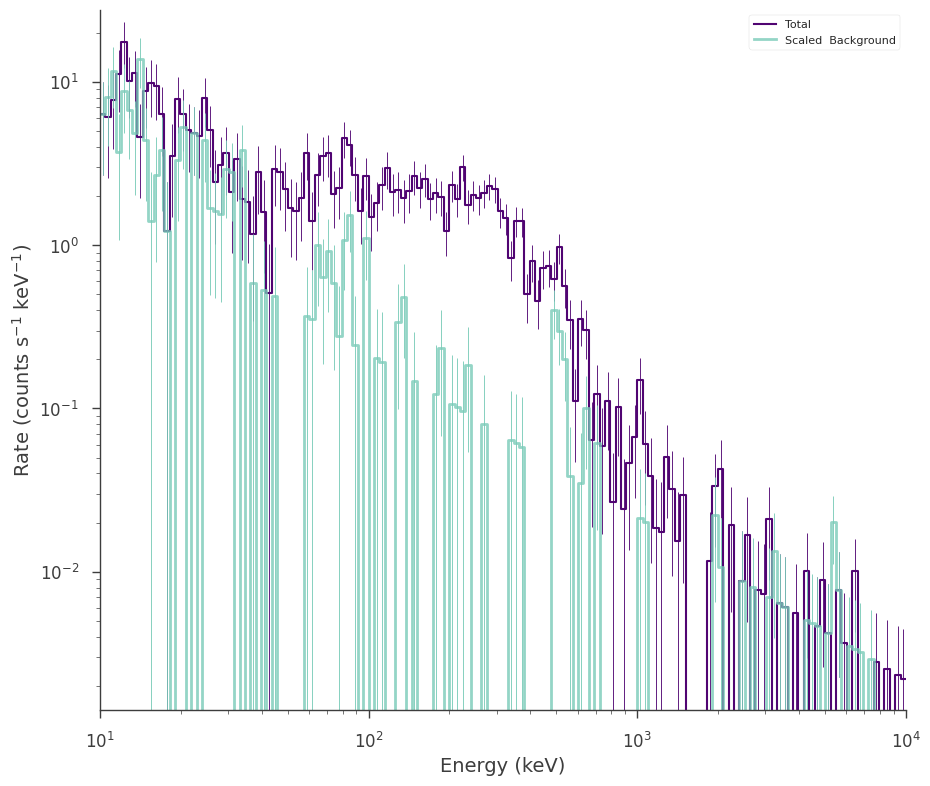 Total
Scaled  Background
Rate (counts s⁻¹ keV⁻¹)
10¹
10⁰
10⁻¹
10⁻²
10¹ 10² 10³ 10⁴
Energy (keV)